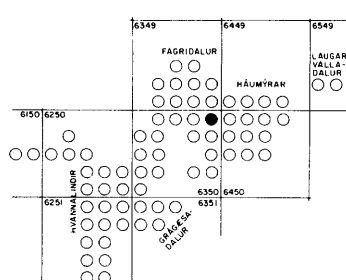 6349
6449
6549
FAGRIDALUR
LAUGAR
VALLA-
DALUR
HÁUMÝRAR
6150
6250
HVANNALINDIR
6251
6350
6450
6351
GRÁGÆSA-
DALUR